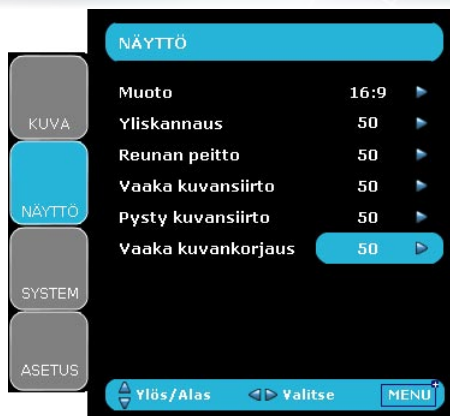 NÄYTTÖ
KUVA
NÄYTTÖ
SYSTEM
ASETUS
Muoto 16:9
Yliskannaus 50
Reunan peitto 50
Vaaka kuvansiirto 50
Pysty kuvansiirto 50
Vaaka kuvankorjaus 50
Ylös/Alas Valitse MENU